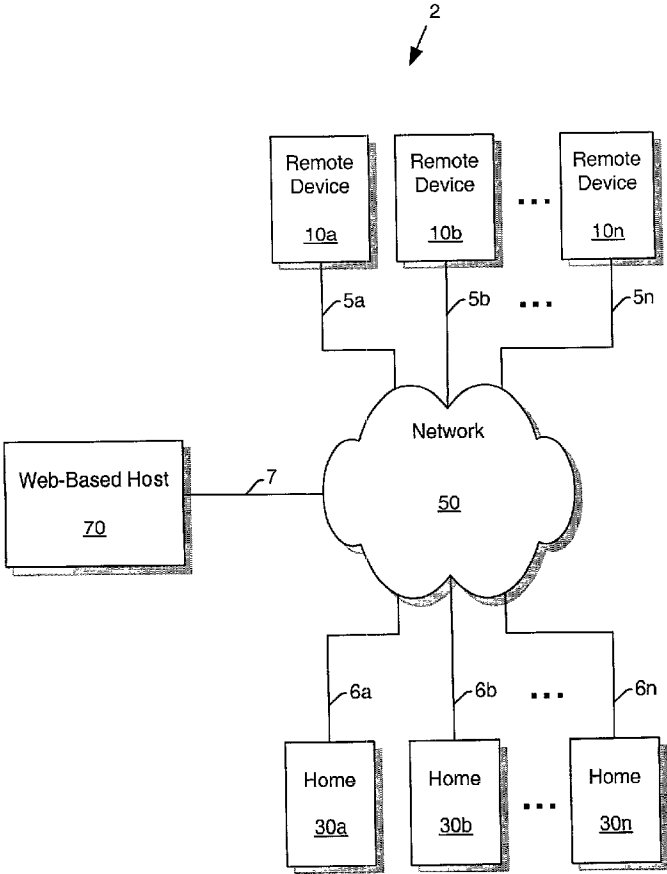 2
Remote
Device
10a
Remote
Device
10b
...
Remote
Device
10n
5a
5b
...
5n
Network
50
Web-Based Host
70
7
6a
6b
...
6n
Home
30a
Home
30b
...
Home
30n